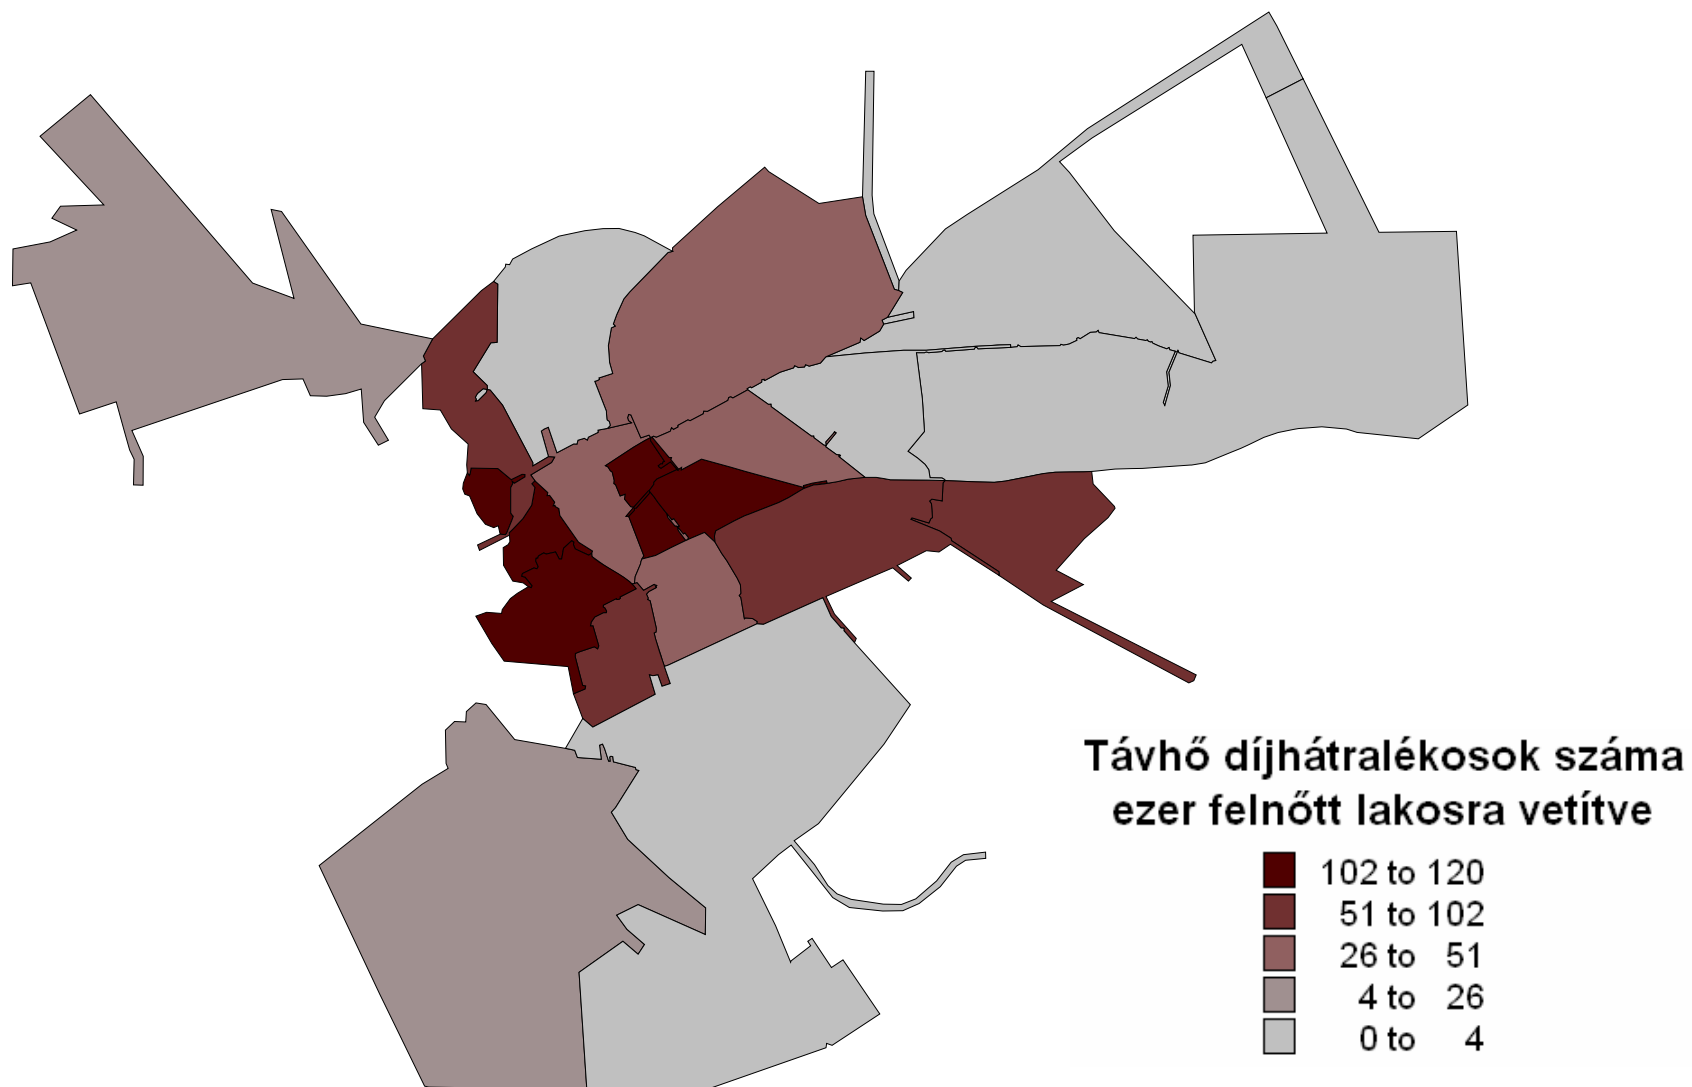 Távhő díjhátralékosok száma
ezer felnőtt lakosra vetítve
102 to 120
51 to 102
26 to 51
4 to 26
0 to 4